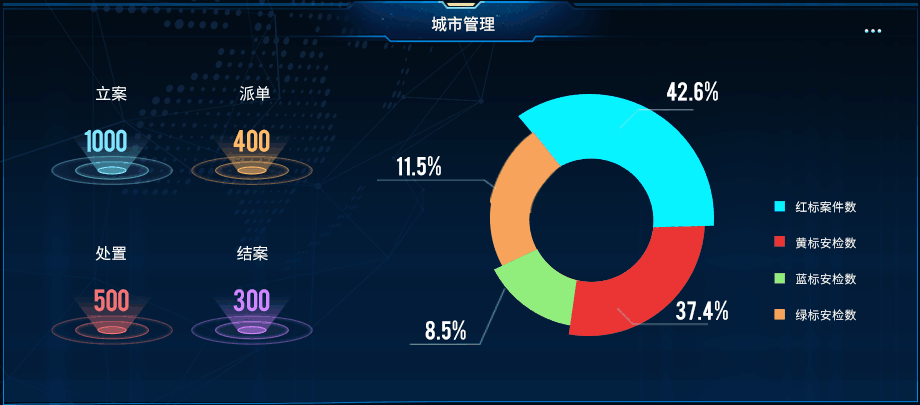 城市管理
立案
派单
1000
400
处置
结案
500
300
42.6%
11.5%
8.5%
37.4%
红标案件数
黄标安检数
蓝标安检数
绿标安检数